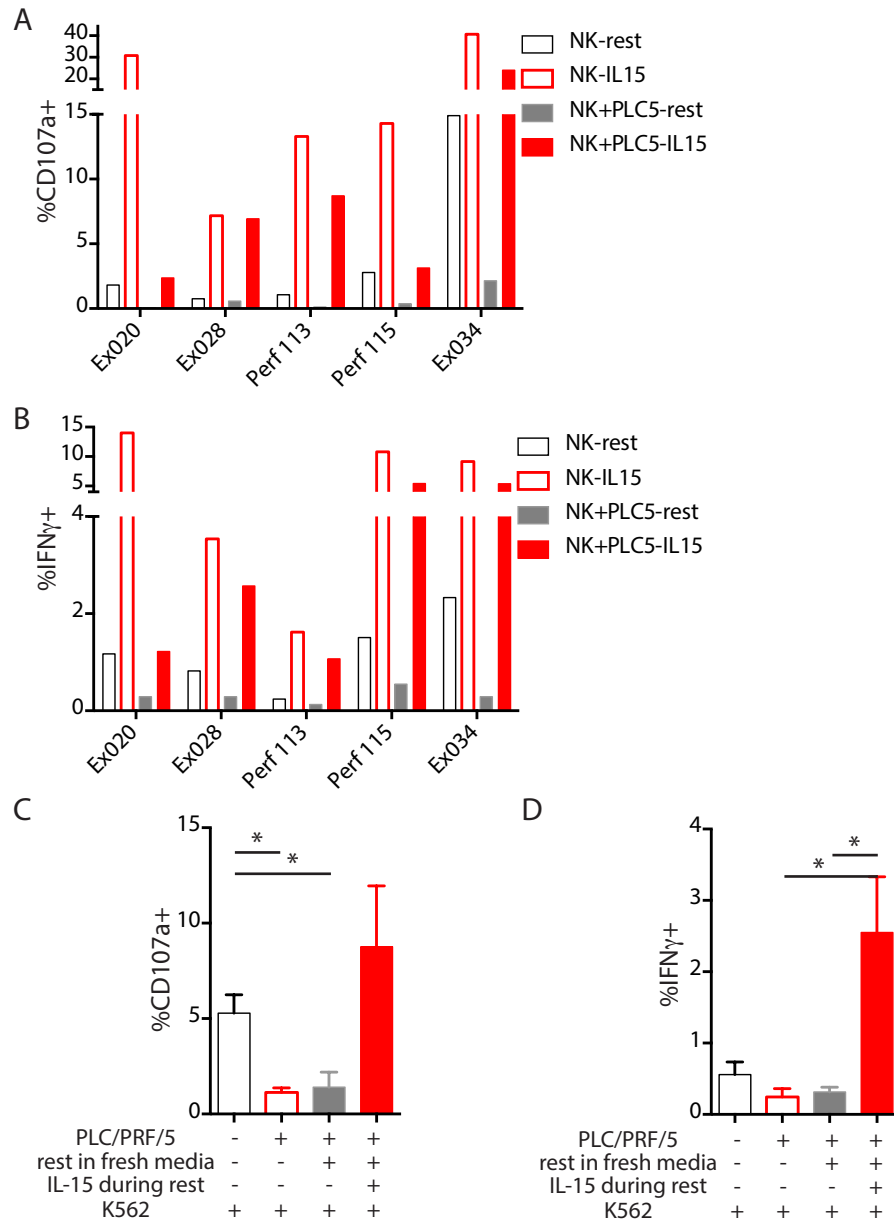 A
%CD107a+
40
30
20
15
10
5
0
Ex020 Ex028 Perf 113 Perf 115 Ex034
NK-rest
NK-IL15
NK+PLC5-rest
NK+PLC5-IL15
B
%IFNγ+
15
10
5
4
2
0
Ex020 Ex028 Perf 113 Perf 115 Ex034
NK-rest
NK-IL15
NK+PLC5-rest
NK+PLC5-IL15
C
%CD107a+
15
10
5
0
*
*
PLC/PRF/5 - + + +
rest in fresh media - - + +
IL-15 during rest - - - +
K562 + + + +
D
%IFNγ+
4
3
2
1
0
*
*
PLC/PRF/5 - + + +
rest in fresh media - - + +
IL-15 during rest - - - +
K562 + + + +